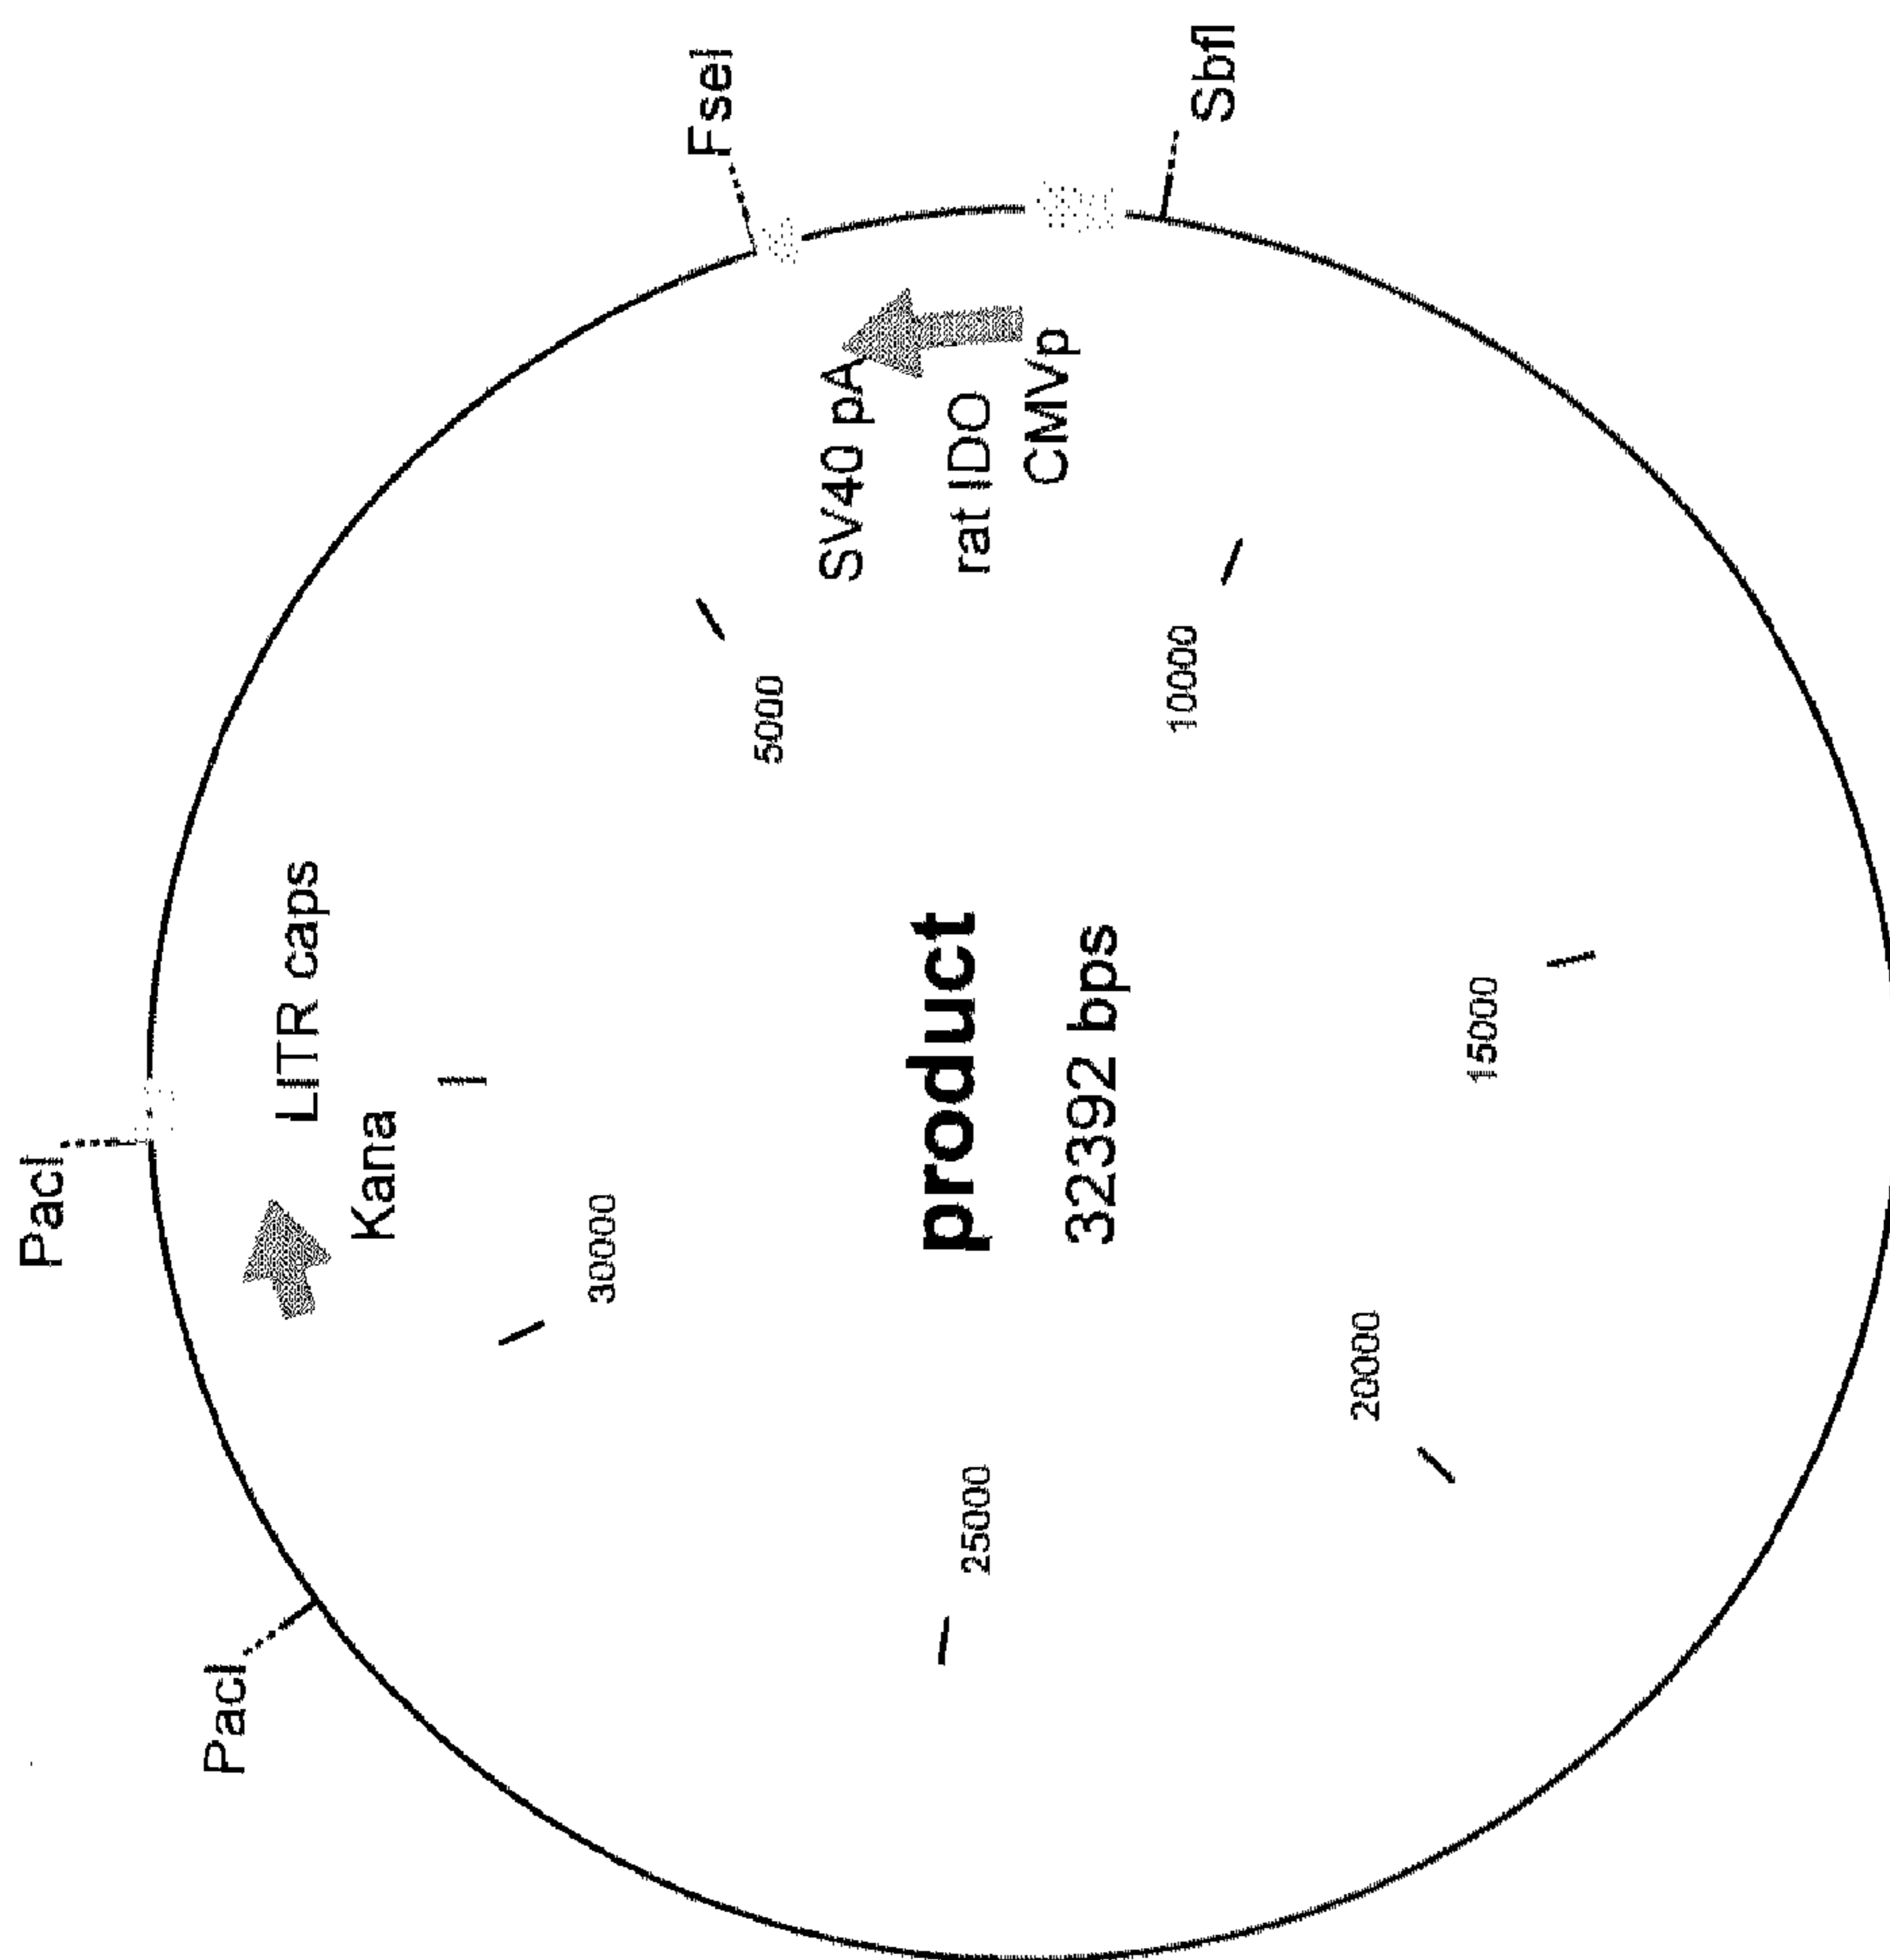 PacI
PacI
LITR caps
Kana
FseI
SV40 pA
rat IDO
CMVp
SbfI
product
32392 bps
5000
10000
15000
20000
25000
30000